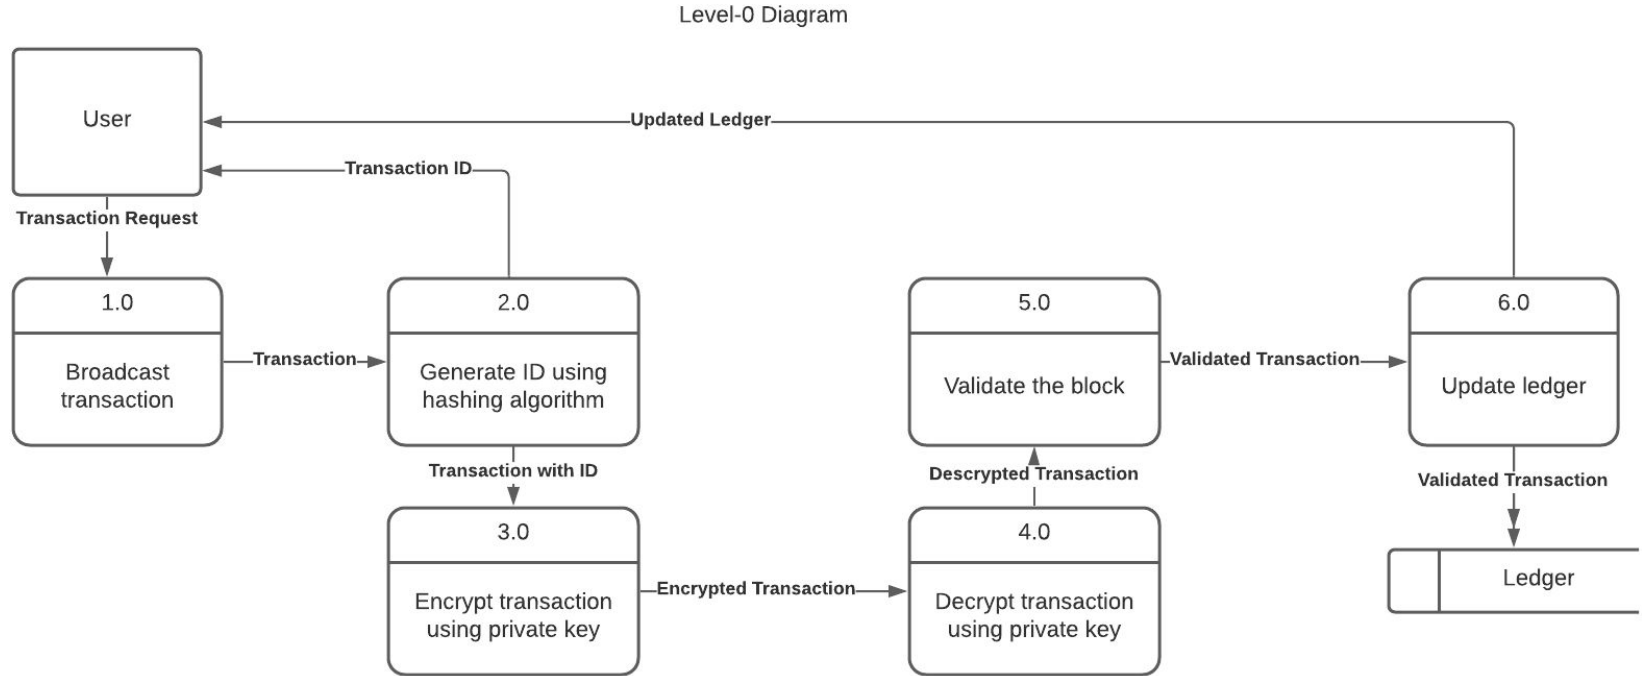 Level-0 Diagram
User
Updated Ledger
Transaction ID
Transaction Request
1.0
2.0
5.0
6.0
Broadcast
transaction
Transaction
Generate ID using
hashing algorithm
Validate the block
Validated Transaction
Update ledger
Transaction with ID
Descrypted Transaction
Validated Transaction
3.0
4.0
Encrypt transaction
using private key
Encrypted Transaction
Decrypt transaction
using private key
Ledger